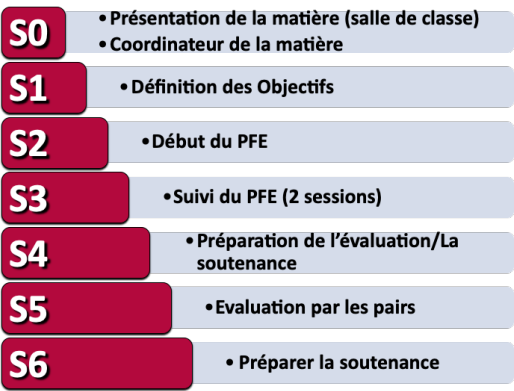 S0
•Présentation de la matière (salle de classe)
•Coordinateur de la matière
S1
•Définition des Objectifs
S2
•Début du PFE
S3
•Suivi du PFE (2 sessions)
S4
•Préparation de l'évaluation/La
soutenance
S5
•Evaluation par les pairs
S6
• Préparer la soutenance